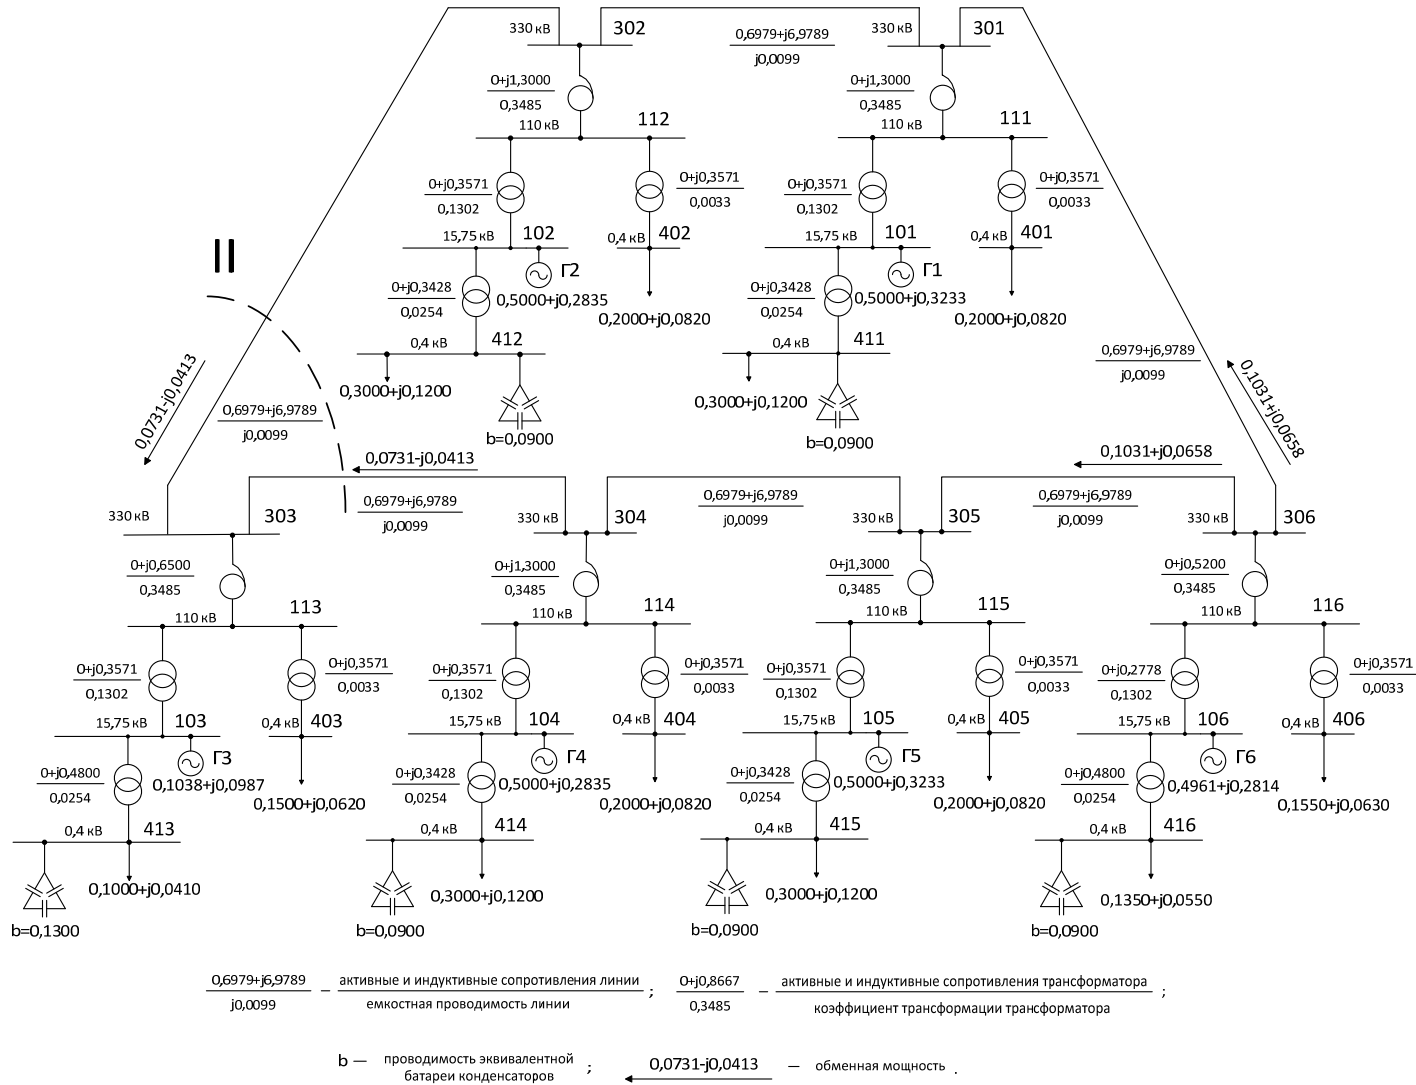 330 кВ
302
0,6979+j6,9789
j0,0099
330 кВ
301
0+j1,3000
0,3485
0+j1,3000
0,3485
110 кВ
112
110 кВ
111
0+j0,3571
0,1302
0+j0,3571
0,0033
0+j0,3571
0,1302
0+j0,3571
0,0033
15,75 кВ
102
0,4 кВ
402
15,75 кВ
101
0,4 кВ
401
II
Г2
Г1
0+j0,3428
0,0254
0,5000+j0,2835
0,2000+j0,0820
0+j0,3428
0,0254
0,5000+j0,3233
0,2000+j0,0820
0,4 кВ
412
0,4 кВ
411
0,3000+j0,1200
b=0,0900
0,3000+j0,1200
b=0,0900
0,0731-j0,0413
0,6979+j6,9789
j0,0099
0,6979+j6,9789
j0,0099
0,1031+j0,0658
0,0731-j0,0413
0,1031+j0,0658
0,6979+j6,9789
j0,0099
0,6979+j6,9789
j0,0099
0,6979+j6,9789
j0,0099
330 кВ
303
330 кВ
304
330 кВ
305
330 кВ
306
0+j0,6500
0,3485
0+j1,3000
0,3485
0+j1,3000
0,3485
0+j0,5200
0,3485
110 кВ
113
110 кВ
114
110 кВ
115
110 кВ
116
0+j0,3571
0,1302
0+j0,3571
0,0033
0+j0,3571
0,1302
0+j0,3571
0,0033
0+j0,3571
0,1302
0+j0,3571
0,0033
0+j0,2778
0,1302
0+j0,3571
0,0033
15,75 кВ
103
0,4 кВ
403
15,75 кВ
104
0,4 кВ
404
15,75 кВ
105
0,4 кВ
405
15,75 кВ
106
0,4 кВ
406
Г3
Г4
Г5
Г6
0+j0,4800
0,0254
0,1038+j0,0987
0,1500+j0,0620
0+j0,3428
0,0254
0,5000+j0,2835
0,2000+j0,0820
0+j0,3428
0,0254
0,5000+j0,3233
0,2000+j0,0820
0+j0,4800
0,0254
0,4961+j0,2814
0,1550+j0,0630
0,4 кВ
413
0,4 кВ
414
0,4 кВ
415
0,4 кВ
416
0,1000+j0,0410
b=0,1300
0,3000+j0,1200
b=0,0900
0,3000+j0,1200
b=0,0900
0,1350+j0,0550
b=0,0900
0,6979+j6,9789
j0,0099
—
активные и индуктивные сопротивления линии
емкостная проводимость линии
;
0+j0,8667
0,3485
—
активные и индуктивные сопротивления трансформатора
коэффициент трансформации трансформатора
;
b — проводимость эквивалентной
батареи конденсаторов
;
0,0731-j0,0413
— обменная мощность .